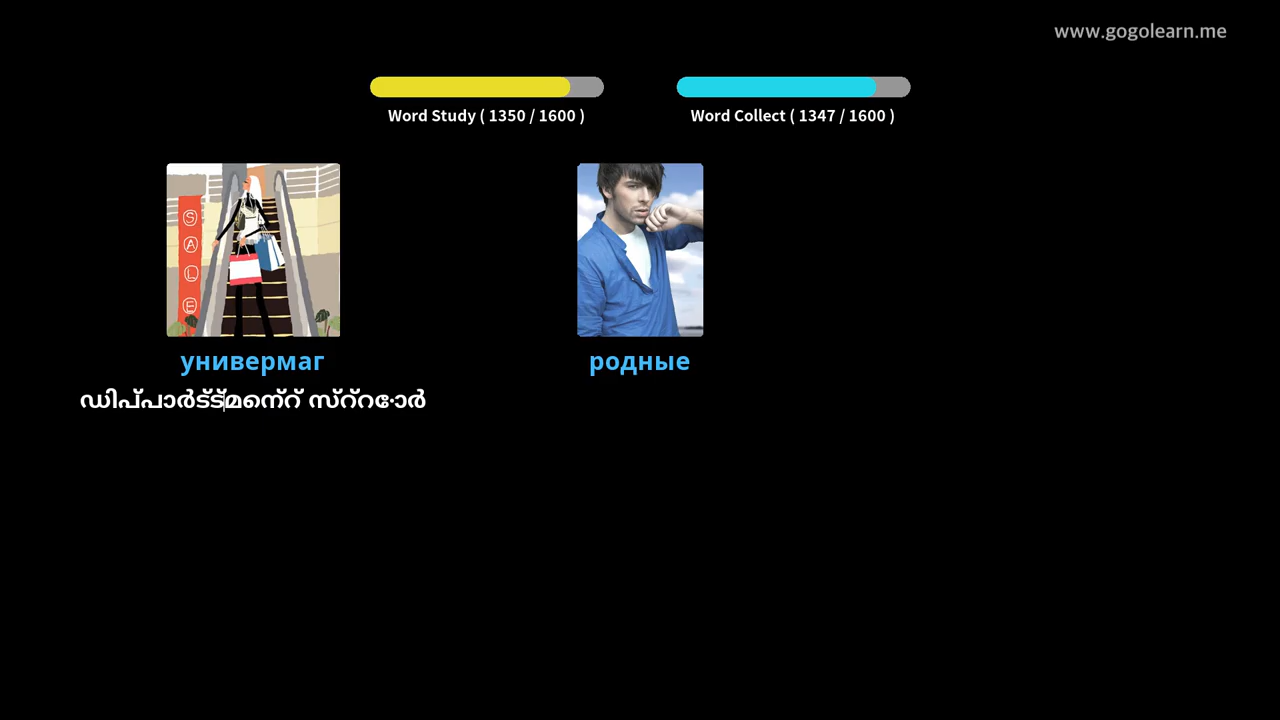 www.gogolearn.me
Word Study ( 1350 / 1600 )
Word Collect ( 1347 / 1600 )
S
A
L
E
универмаг
родные
ഡിപ്പാർട്ട്മെന്റ് സ്റ്റോർ